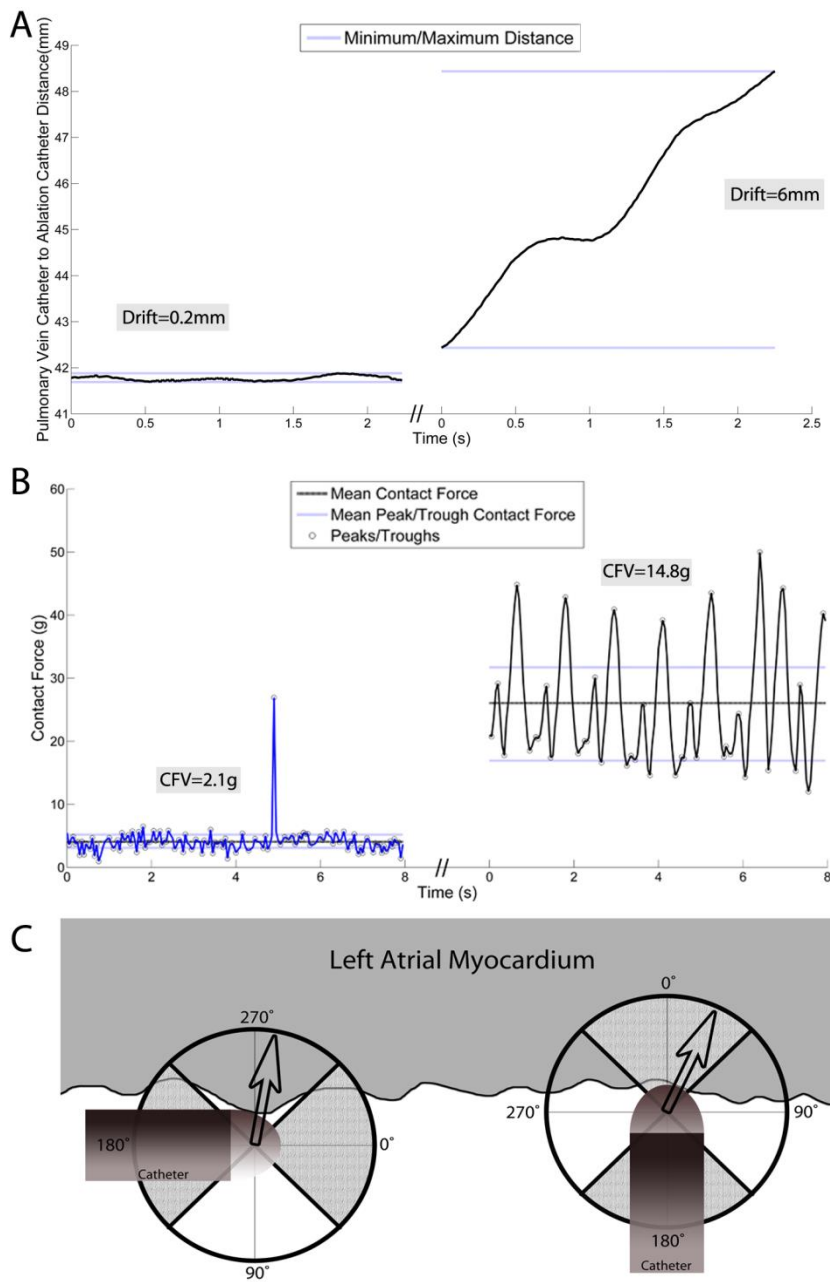 A
Minimum/Maximum Distance
Pulmonary Vein Catheter to Ablation Catheter Distance(mm)
49
48
47
46
45
44
43
42
41
Drift=0.2mm
Drift=6mm
0 0.5 1 1.5 2 // 0 0.5 1 1.5 2 2.5
Time (s)
B
Mean Contact Force
Mean Peak/Trough Contact Force
Peaks/Troughs
Contact Force (g)
60
50
40
30
20
10
0
CFV=2.1g
CFV=14.8g
0 2 4 6 8 // 0 2 4 6 8
Time (s)
C
Left Atrial Myocardium
270˚
180˚
0˚
90˚
Catheter
0˚
270˚
90˚
180˚
Catheter